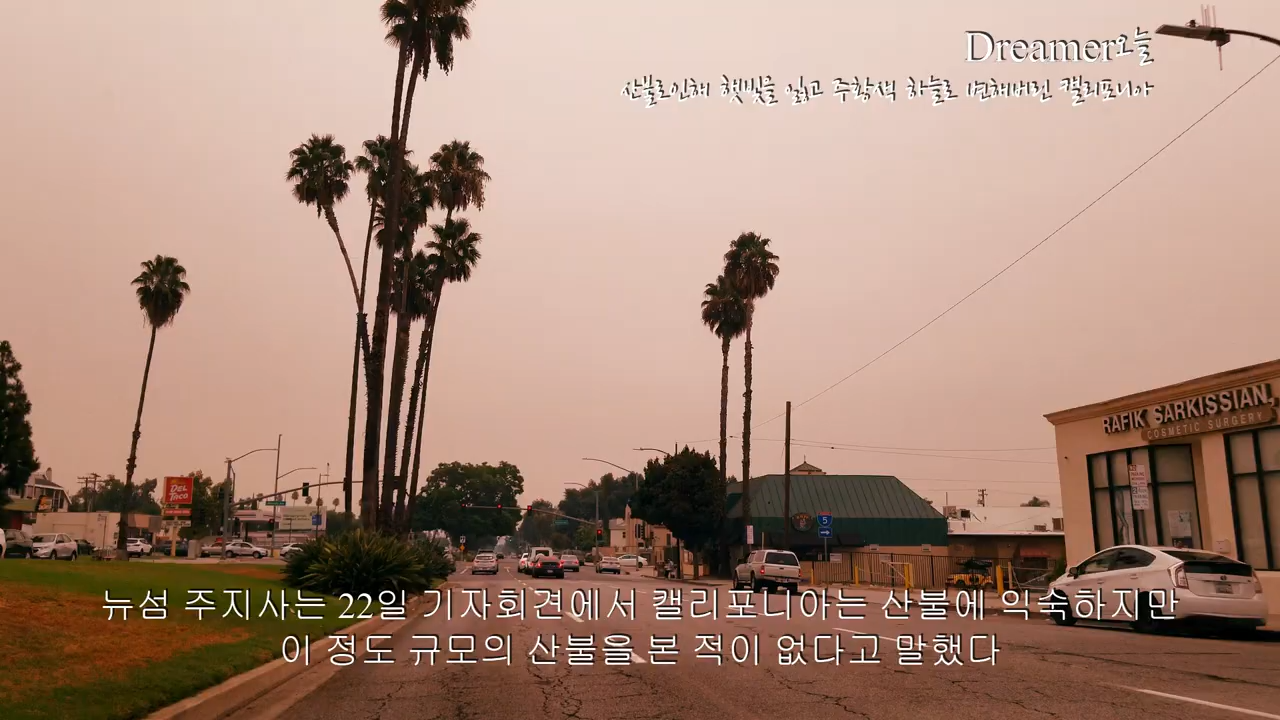 Dreamer오늘
산불로인해 햇빛을 잃고 주황색 하늘로 변해버린 캘리포니아
RAFIK SARKISSIAN,
COSMETIC SURGERY
DEL
TACO
5
뉴섬 주지사는 22일 기자회견에서 캘리포니아는 산불에 익숙하지만
이 정도 규모의 산불을 본 적이 없다고 말했다